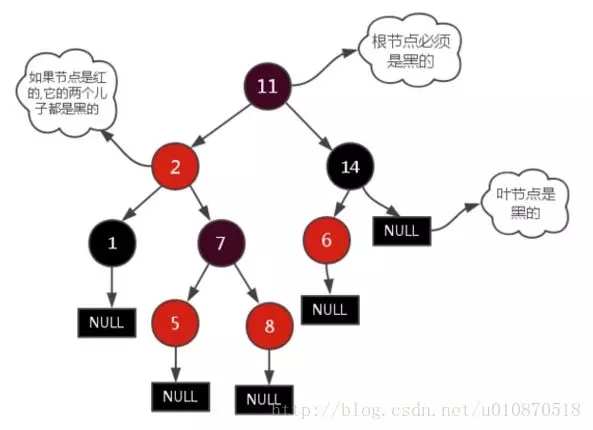 根节点必须
是黑的
如果节点是红
的,它的两个儿
子都是黑的
11
2
14
叶节点是
黑的
1
7
6
NULL
NULL
5
8
NULL
NULL
NULL
http://blog.csdn.net/u010870518